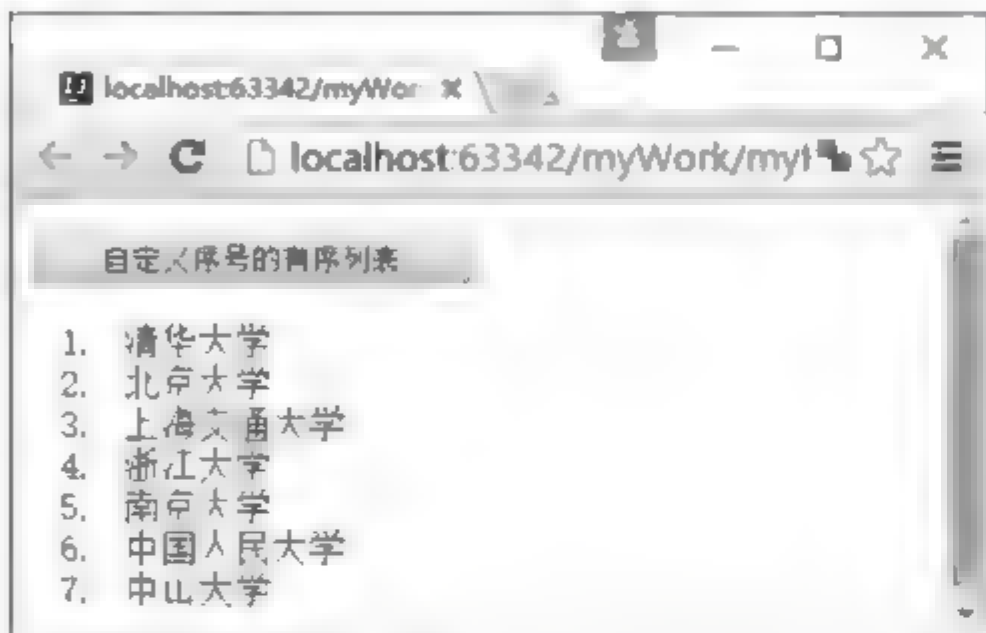 localhost:63342/myWor
localhost:63342/myWork/my
自定义序号的有序列表
1. 清华大学
2. 北京大学
3. 上海交通大学
4. 浙江大学
5. 南京大学
6. 中国人民大学
7. 中山大学